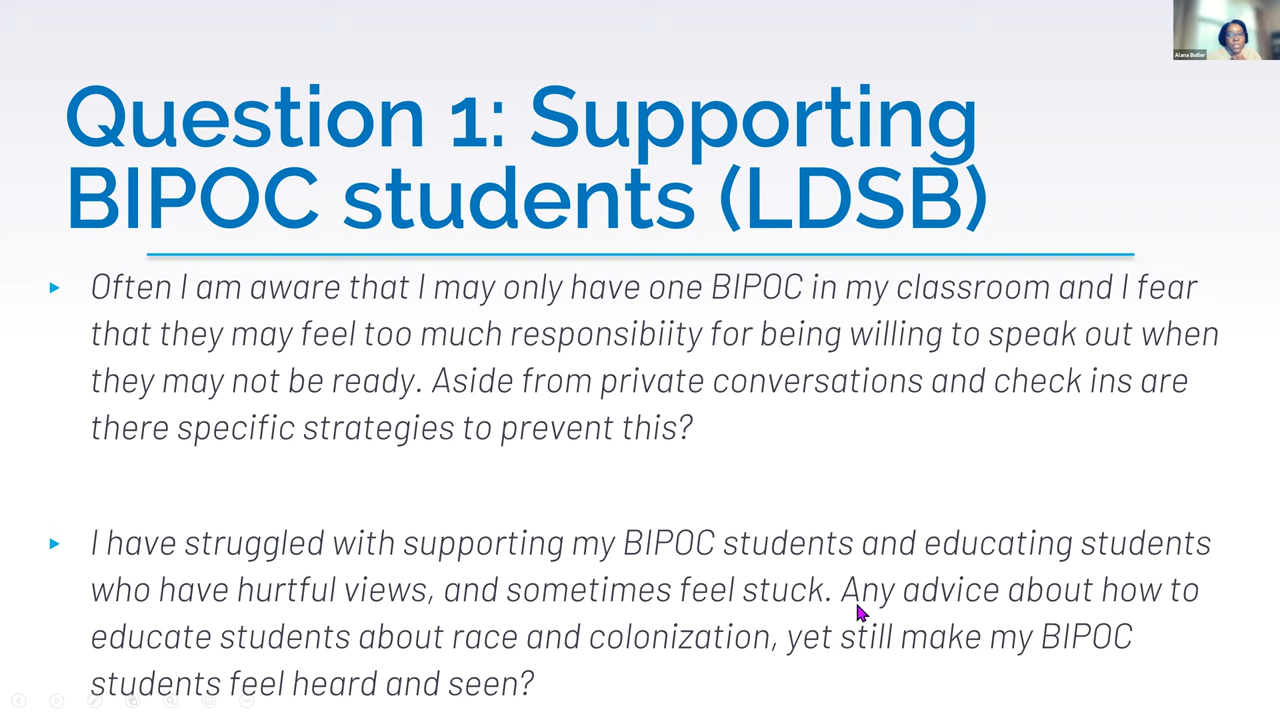 Alana Butler
Question 1: Supporting
BIPOC students (LDSB)
Often I am aware that I may only have one BIPOC in my classroom and I fear
that they may feel too much responsibiity for being willing to speak out when
they may not be ready. Aside from private conversations and check ins are
there specific strategies to prevent this?
I have struggled with supporting my BIPOC students and educating students
who have hurtful views, and sometimes feel stuck. Any advice about how to
educate students about race and colonization, yet still make my BIPOC
students feel heard and seen?